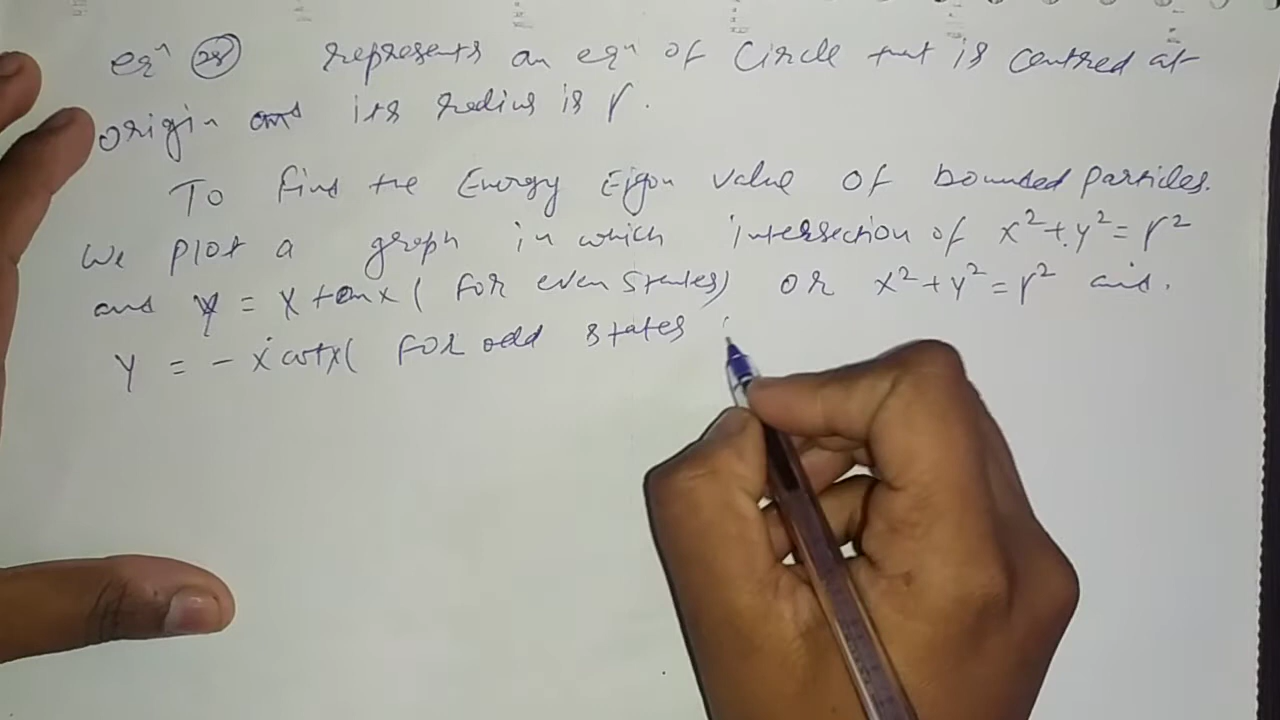 eqⁿ (28) represents an eqⁿ of Circle that is centred at
origin and its radius is r.
To find the Energy Eigen value of bounded particles.
We plot a graph in which intersection of x² + y² = r²
and y = x tan x ( for even states) or x² + y² = r² and.
y = - x cot x ( for odd states